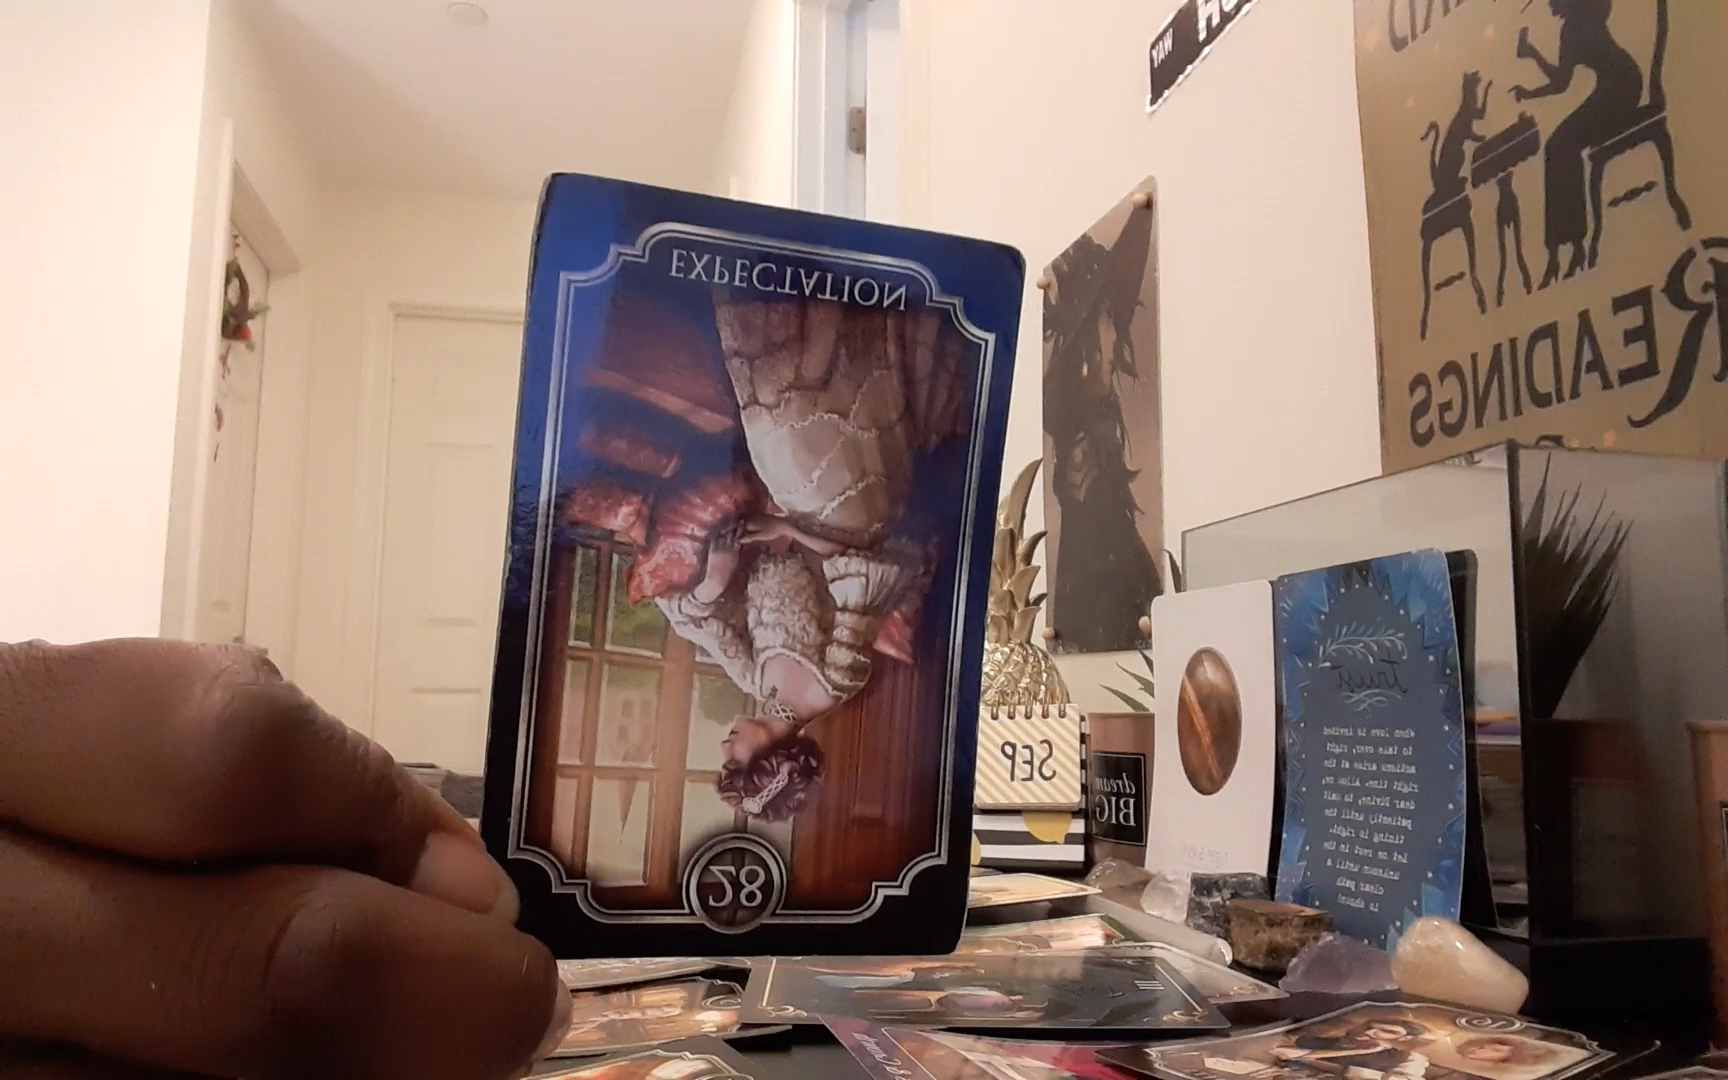 EXPECTATION
28
WAY
READINGS
SEP
dream
BIG
trust
When love is invited
to take over, right
actions arise at the
right time. Allow me,
dear Divine, to wait
patiently until the
timing is right.
Let me rest in the
unknown until a
clear path
is shown!
III